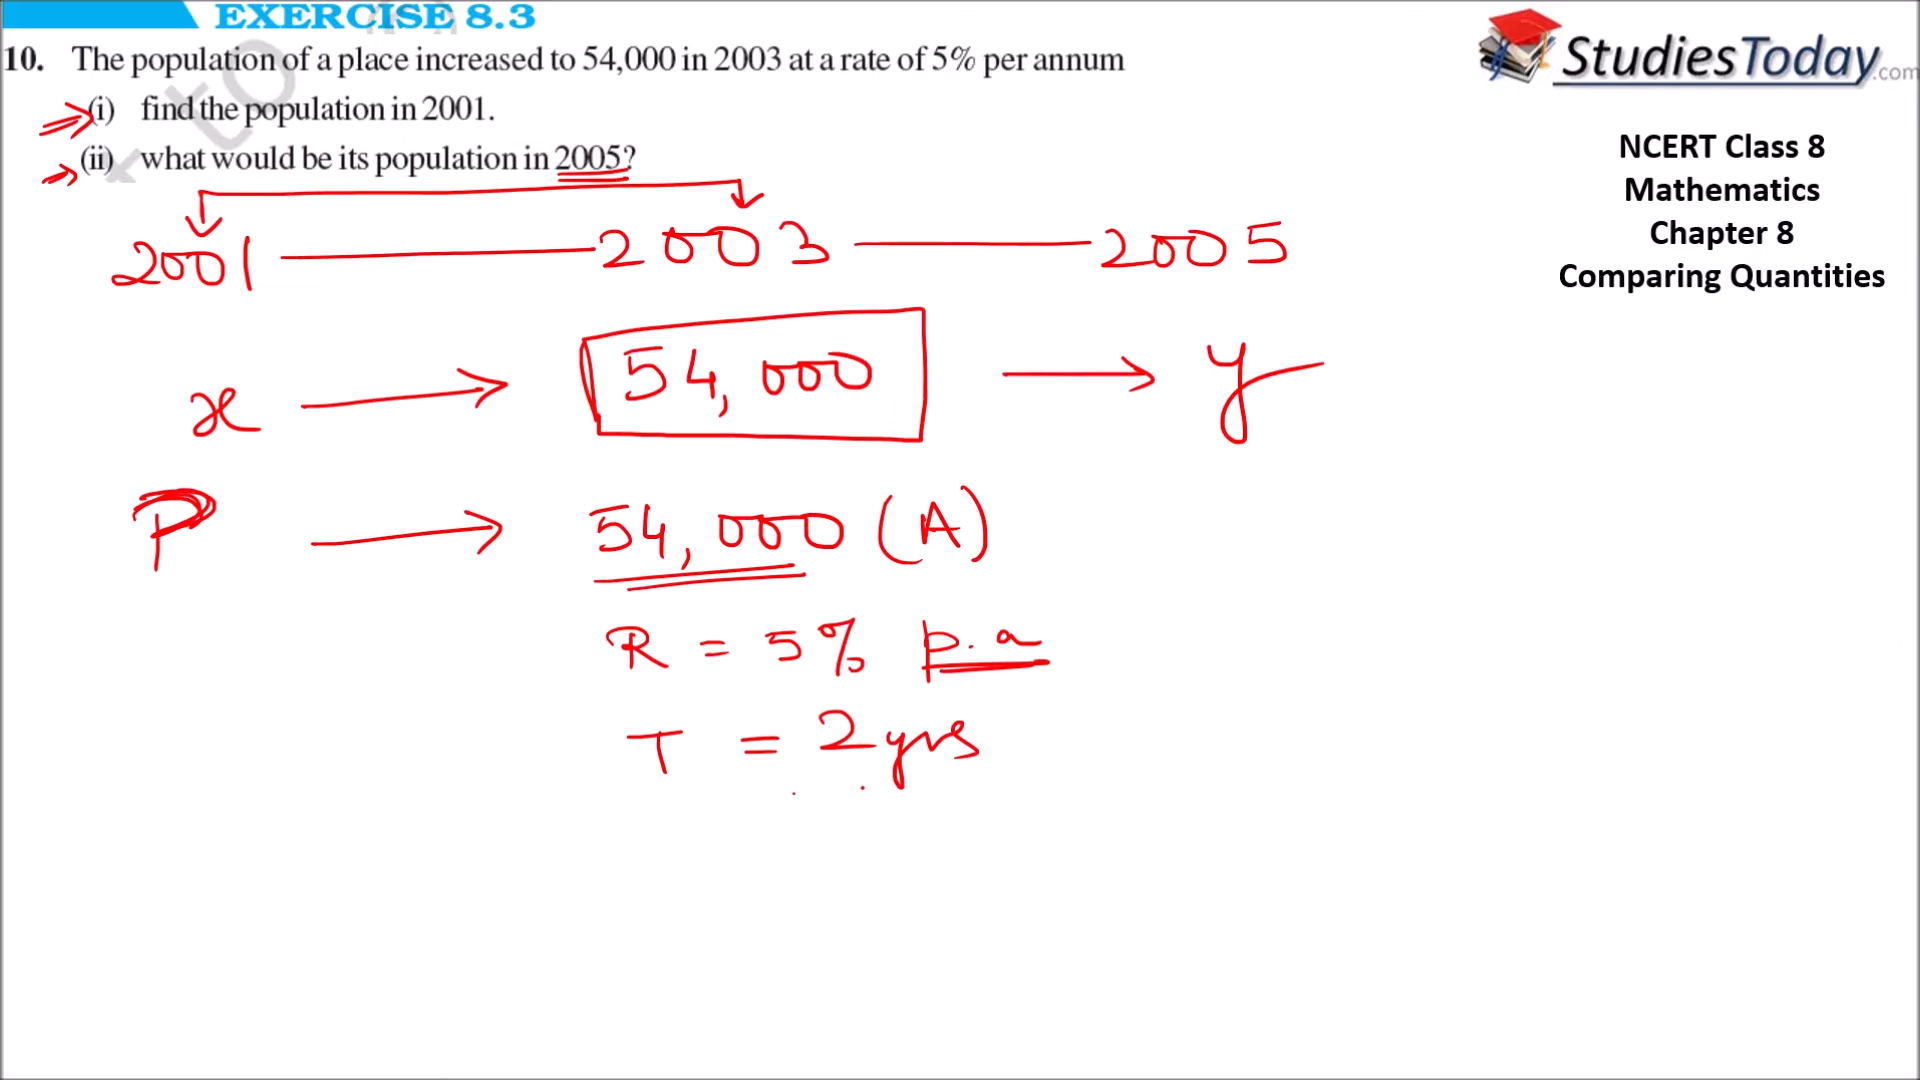 EXERCISE 8.3
10. The population of a place increased to 54,000 in 2003 at a rate of 5% per annum
(i) find the population in 2001.
(ii) what would be its population in 2005?
StudiesToday.com
NCERT Class 8
Mathematics
Chapter 8
Comparing Quantities
2001 2003 2005
x 54,000 y
P 54,000 (A)
R = 5% p.a
T = 2 yrs